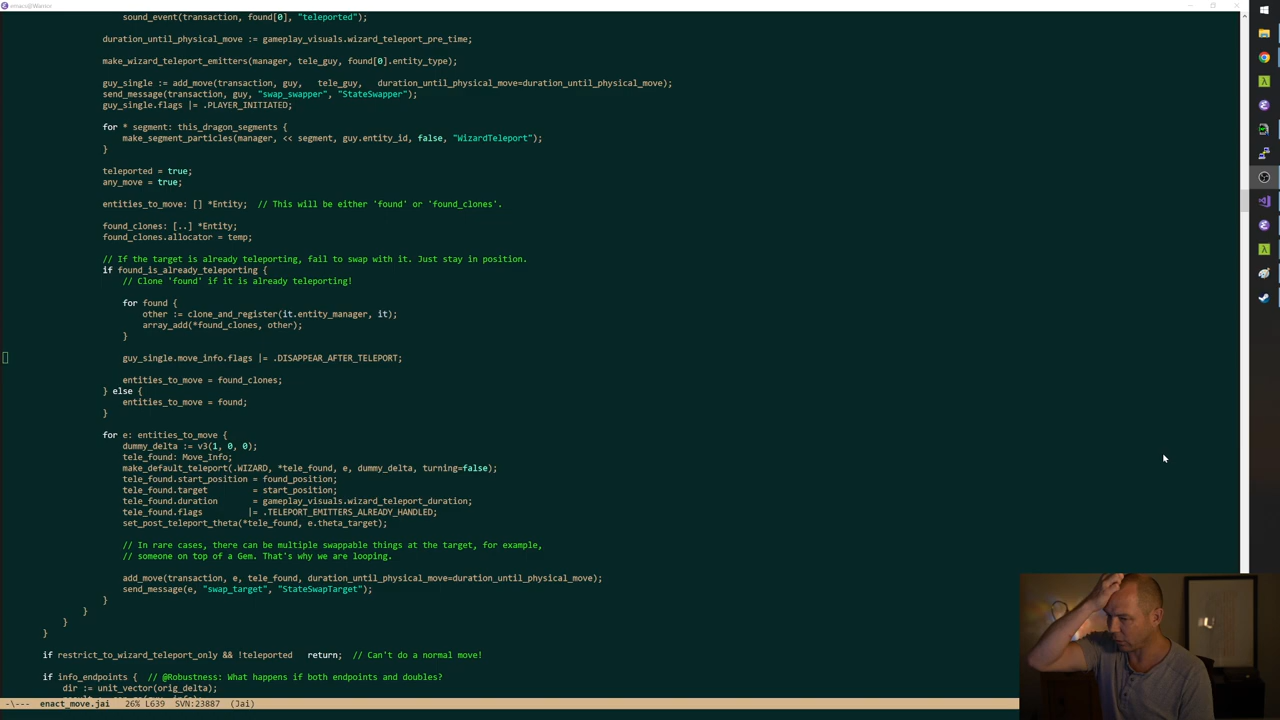 emacs@Warrior
sound_event(transaction, found[0], "teleported");
duration_until_physical_move := gameplay_visuals.wizard_teleport_pre_time;
make_wizard_teleport_emitters(manager, tele_guy, found[0].entity_type);
guy_single := add_move(transaction, guy,   tele_guy,   duration_until_physical_move=duration_until_physical_move);
send_message(transaction, guy, "swap_swapper", "StateSwapper");
guy_single.flags |= .PLAYER_INITIATED;
for * segment: this_dragon_segments {
make_segment_particles(manager, << segment, guy.entity_id, false, "WizardTeleport");
}
teleported = true;
any_move = true;
entities_to_move: [] *Entity;  // This will be either 'found' or 'found_clones'.
found_clones: [..] *Entity;
found_clones.allocator = temp;
// If the target is already teleporting, fail to swap with it. Just stay in position.
if found_is_already_teleporting {
// Clone 'found' if it is already teleporting!
for found {
other := clone_and_register(it.entity_manager, it);
array_add(*found_clones, other);
}
guy_single.move_info.flags |= .DISAPPEAR_AFTER_TELEPORT;
entities_to_move = found_clones;
} else {
entities_to_move = found;
}
for e: entities_to_move {
dummy_delta := v3(1, 0, 0);
tele_found: Move_Info;
make_default_teleport(.WIZARD, *tele_found, e, dummy_delta, turning=false);
tele_found.start_position = found_position;
tele_found.target         = start_position;
tele_found.duration       = gameplay_visuals.wizard_teleport_duration;
tele_found.flags         |= .TELEPORT_EMITTERS_ALREADY_HANDLED;
set_post_teleport_theta(*tele_found, e.theta_target);
// In rare cases, there can be multiple swappable things at the target, for example,
// someone on top of a Gem. That's why we are looping.
add_move(transaction, e, tele_found, duration_until_physical_move=duration_until_physical_move);
send_message(e, "swap_target", "StateSwapTarget");
}
}
}
}
if restrict_to_wizard_teleport_only && !teleported   return;  // Can't do a normal move!
if info_endpoints {  // @Robustness: What happens if both endpoints and doubles?
dir := unit_vector(orig_delta);
-\---  enact_move.jai   26% L639  SVN:23887  (Jai)